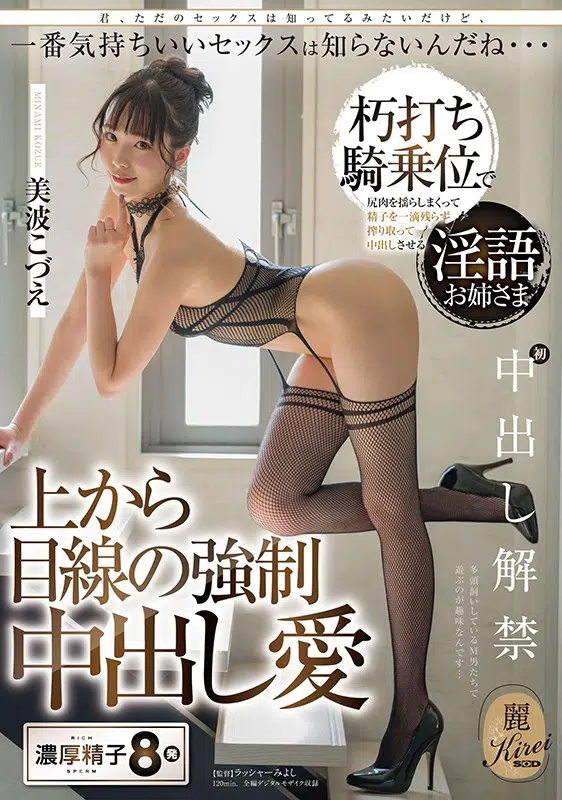 君、ただのセックスは知ってるみたいだけど、
一番気持ちいいセックスは知らないんだね・・・
MINAMI KOZUE
美波こづえ
朽打ち
騎乗位で
尻肉を揺らしまくって
精子を一滴残らず
搾り取って
中出しさせる
淫語
お姉さま
初
中出し解禁
多頭飼いしているM男たちで
遊ぶのが趣味なんです…
上から
目線の強制
中出し愛
RICH
濃厚精子8発
SPERM
麗
Kirei
SOD
【監督】ラッシャーみよし
120min. 全編デジタルモザイク収録